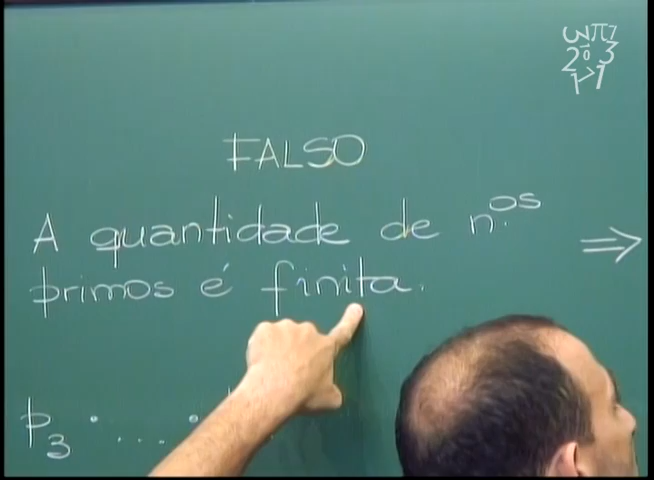 FALSO
A quantidade de n.os ⇒
primos é finita.
p3 · ... ·